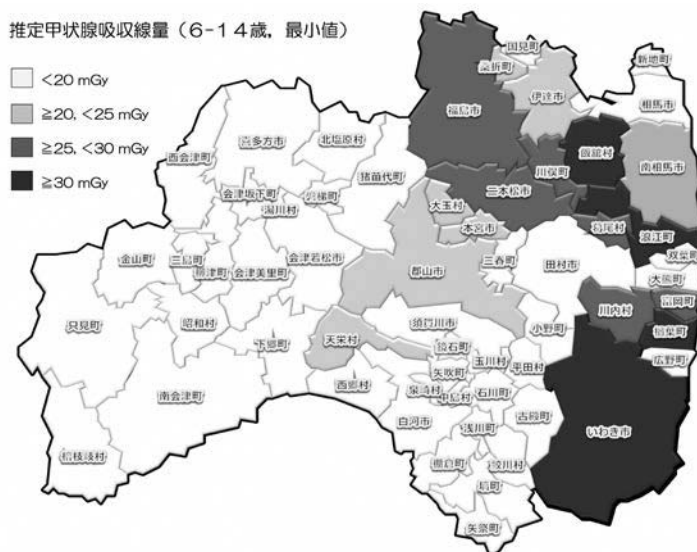 推定甲状腺吸収線量(6-14歳,最小値)
<20 mGy
≧20,<25 mGy
≧25,<30 mGy
≧30 mGy
国見町
桑折町
新地町
伊達市
相馬市
福島市
飯舘村
南相馬市
川俣町
喜多方市
北塩原村
西会津町
猪苗代町
二本松市
会津坂下町
磐梯町
大玉村
湯川村
葛尾村
浪江町
本宮市
双葉町
金山町
三島町
会津若松市
三春町
田村市
大熊町
柳津町
会津美里町
郡山市
富岡町
川内村
只見町
昭和村
須賀川市
小野町
楢葉町
下郷町
天栄村
鏡石町
玉川村
広野町
平田村
矢吹町
西郷村
泉崎村
石川町
南会津町
中島村
古殿町
白河市
浅川町
いわき市
檜枝岐村
棚倉町
鮫川村
塙町
矢祭町